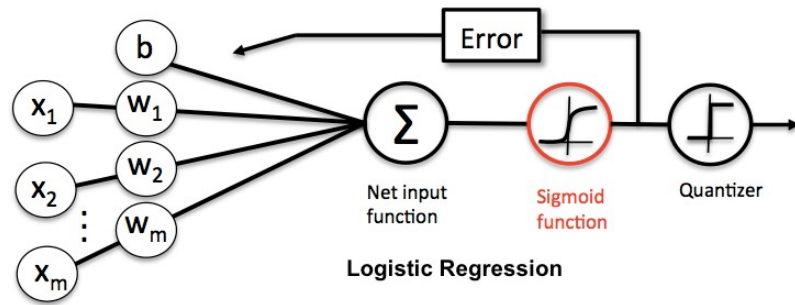 b
Error
x1
w1
x2
w2
⋮
xm
wm
Σ
Net input
function
Sigmoid
function
Quantizer
Logistic Regression